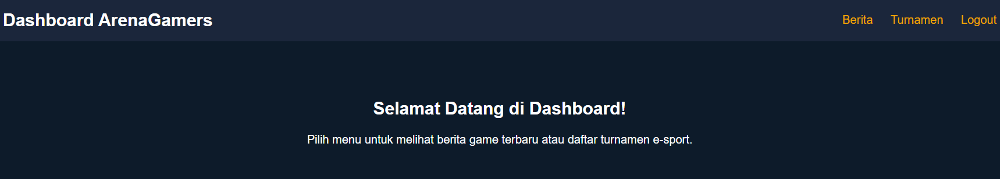 Dashboard ArenaGamers
Berita Turnamen Logout
Selamat Datang di Dashboard!
Pilih menu untuk melihat berita game terbaru atau daftar turnamen e-sport.